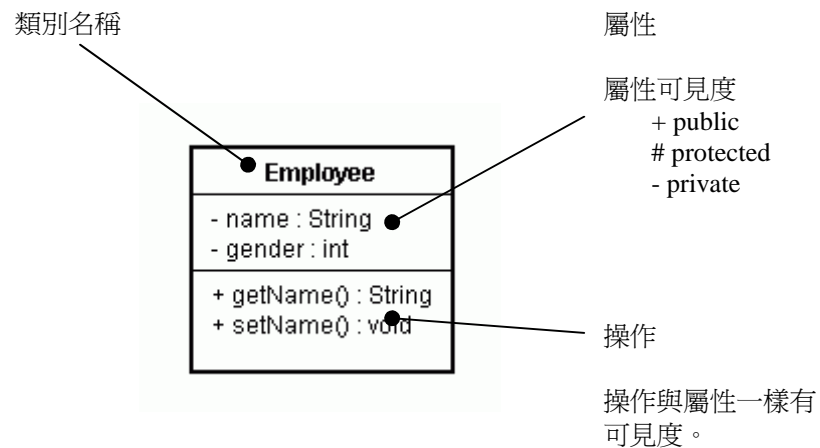 類別名稱
屬性
屬性可見度
+ public
# protected
- private
Employee
- name : String
- gender : int
+ getName() : String
+ setName() : void
操作
操作與屬性一樣有
可見度。